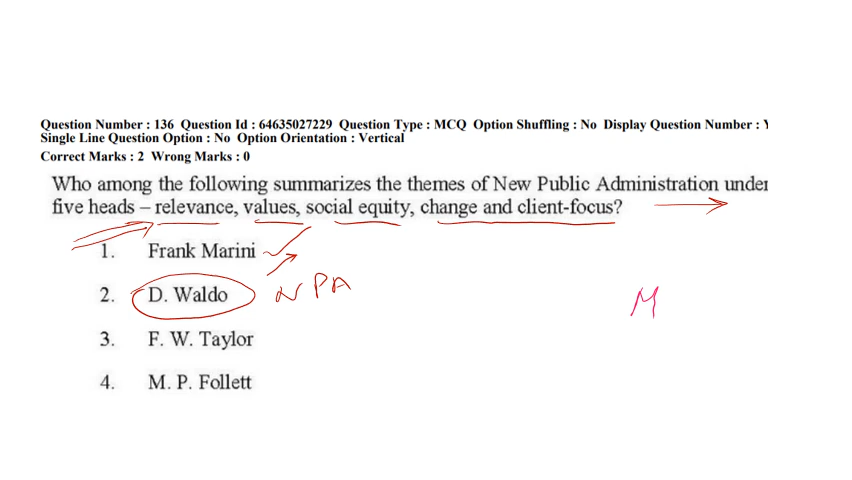 Question Number : 136 Question Id : 64635027229 Question Type : MCQ Option Shuffling : No Display Question Number : Y
Single Line Question Option : No Option Orientation : Vertical
Correct Marks : 2 Wrong Marks : 0
Who among the following summarizes the themes of New Public Administration under
five heads – relevance, values, social equity, change and client-focus?
1. Frank Marini
2. D. Waldo NPA
3. F. W. Taylor
4. M. P. Follett
M